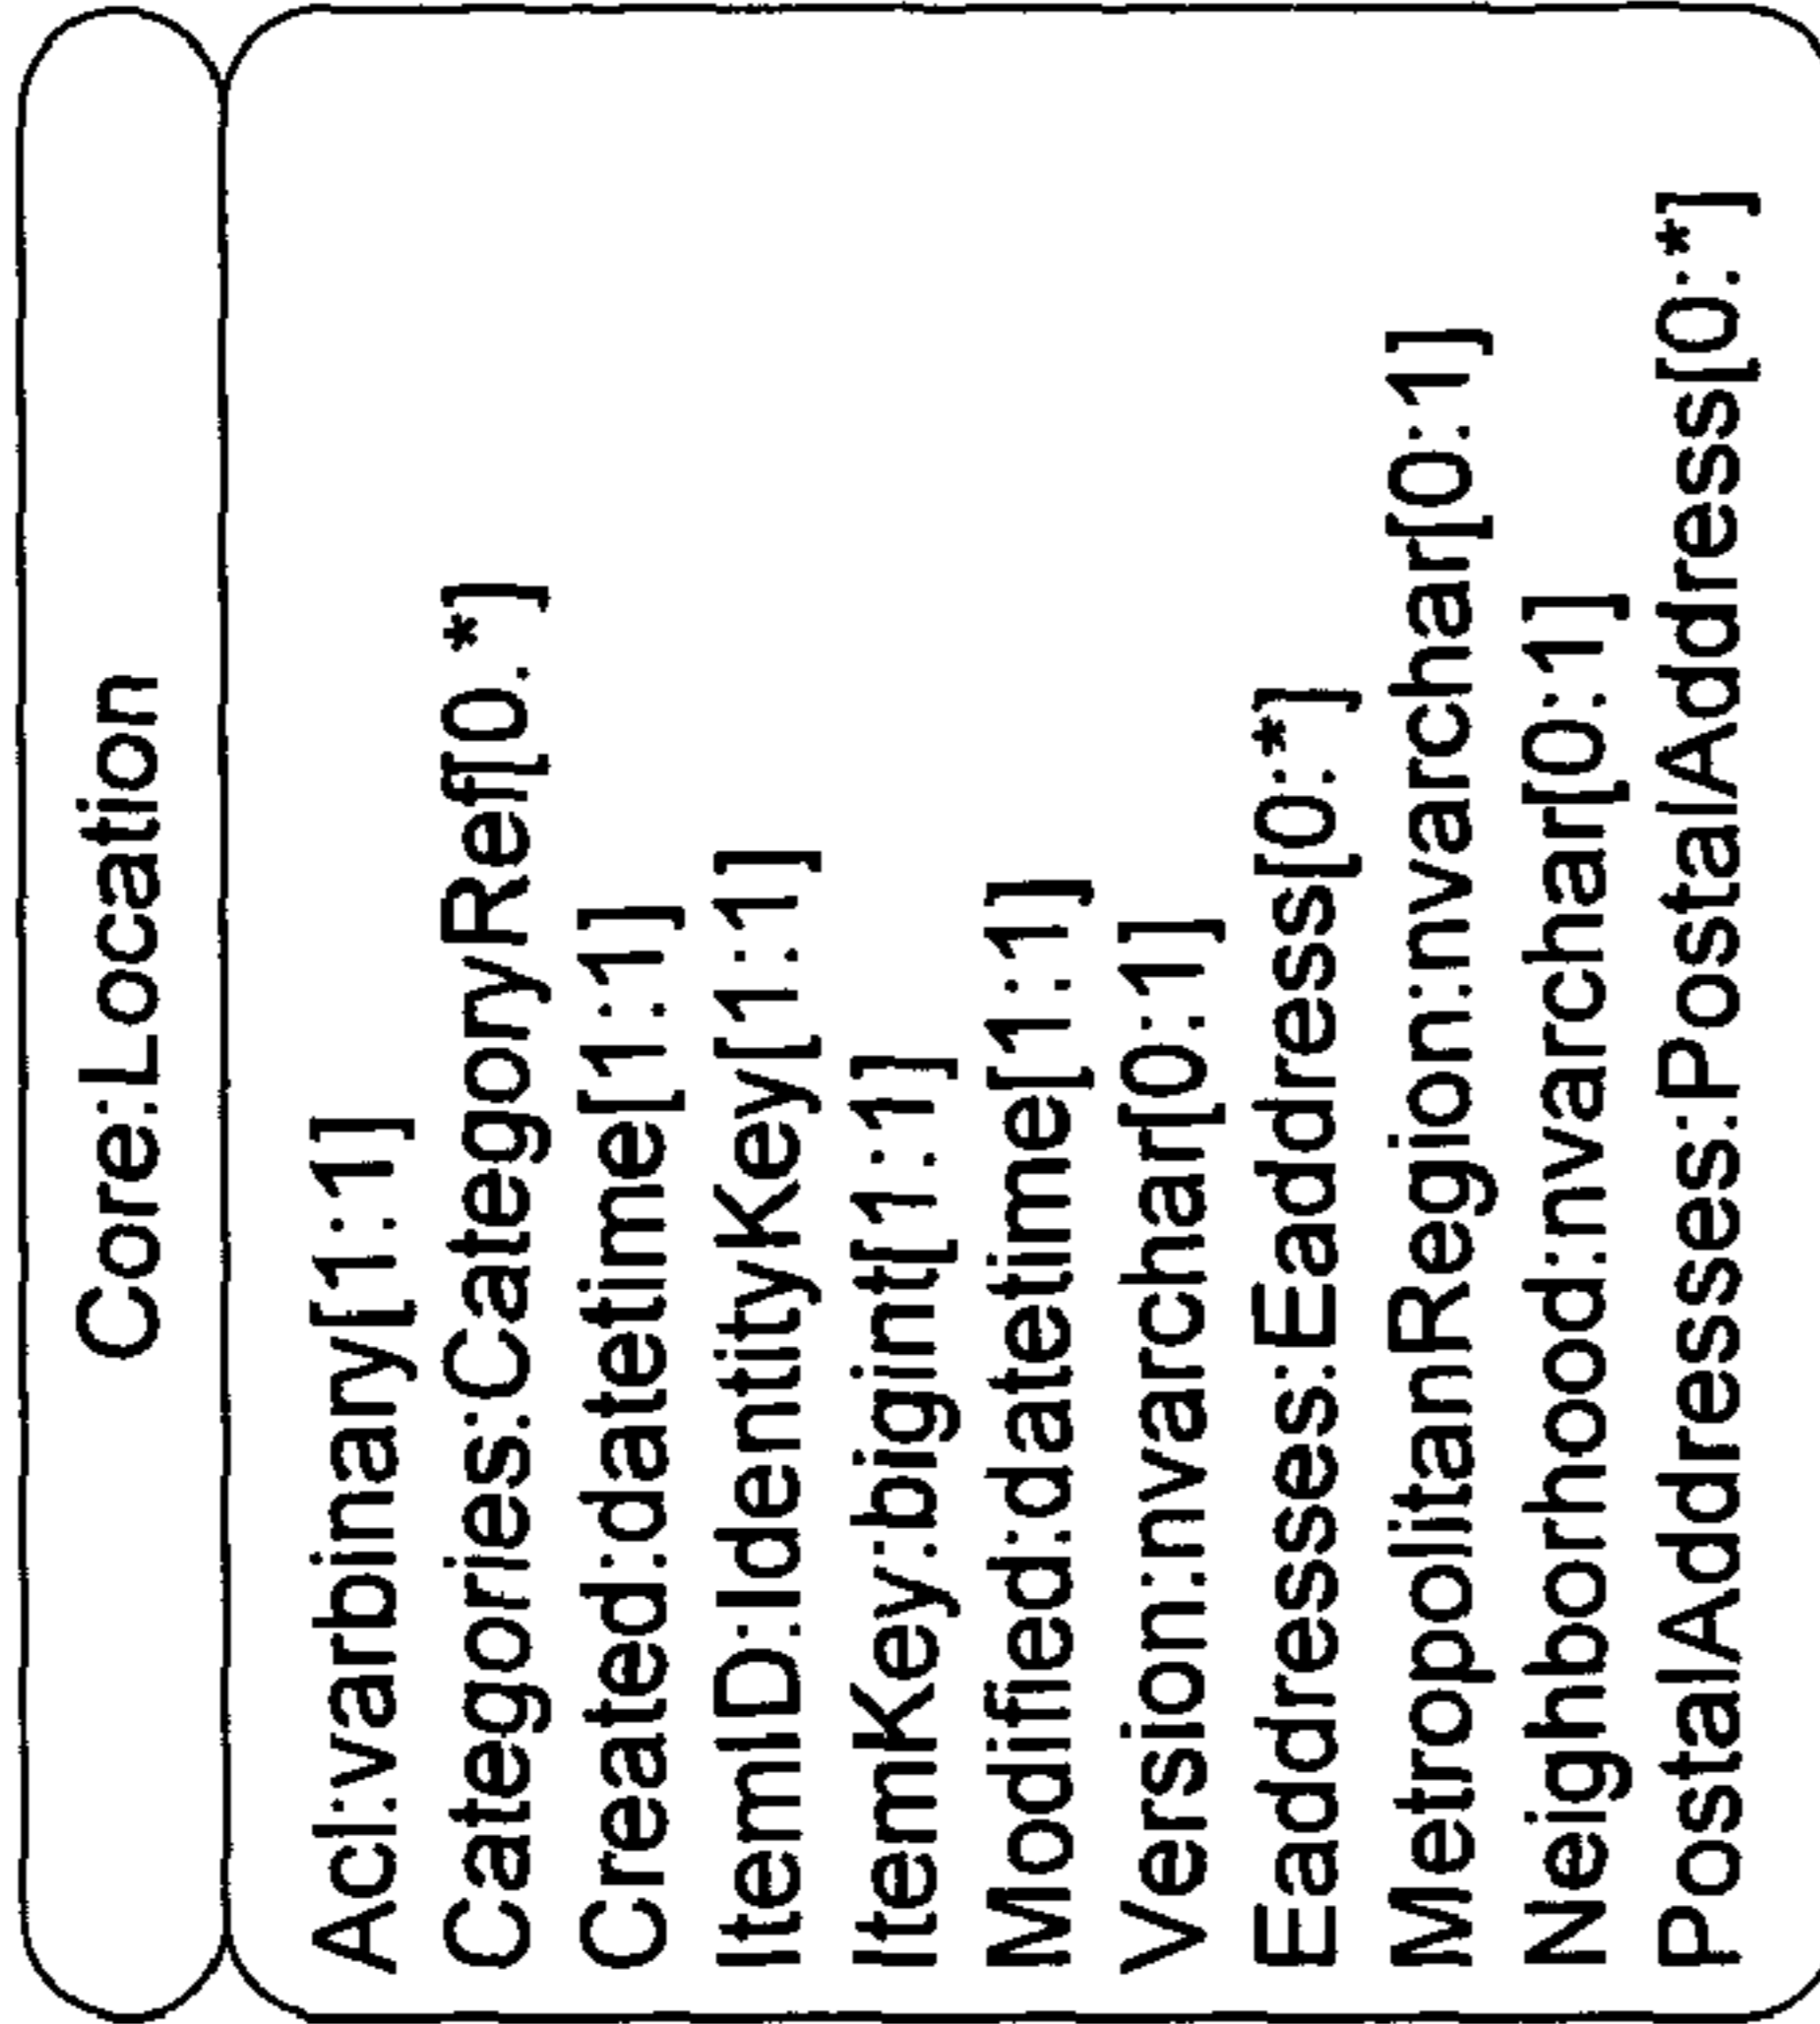 Core:Location
Acl:varbinary[1:1]
Categories:CategoryRef[0.*]
Created:datetime[1:1]
ItemID:IdentityKey[1:1]
ItemKey:bigint[1:1]
Modified:datetime[1:1]
Version:nvarchar[0:1]
Eaddresses:Eaddress[0:*]
MetropolitanRegion:nvarchar[0:1]
Neighborhood:nvarchar[0:1]
PostalAddresses:PostalAddress[0:*]